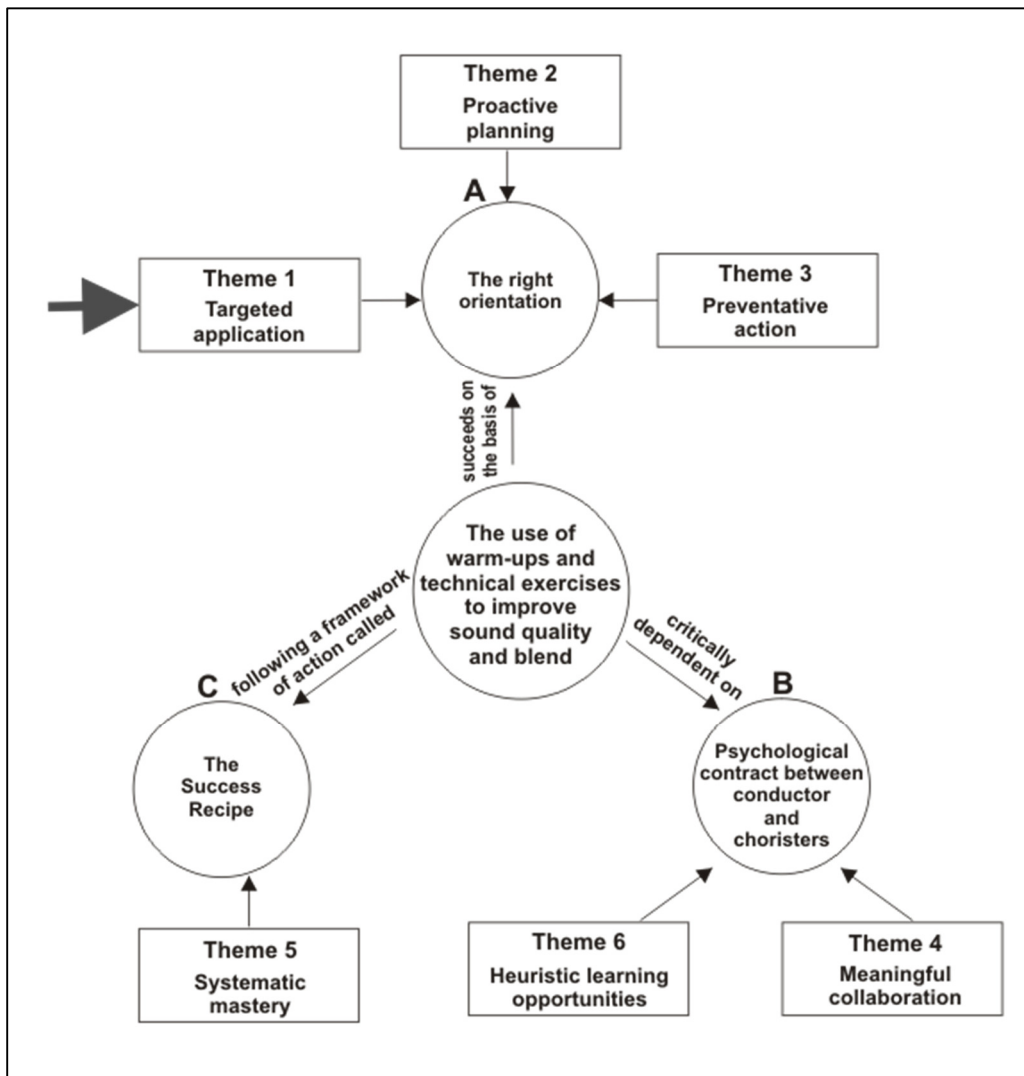 Theme 2
Proactive
planning
A
The right
orientation
Theme 1
Targeted
application
Theme 3
Preventative
action
succeeds on
the basis of
The use of
warm-ups and
technical exercises
to improve
sound quality
and blend
following a framework
of action called
critically
dependent on
C
The
Success
Recipe
B
Psychological
contract between
conductor
and
choristers
Theme 5
Systematic
mastery
Theme 6
Heuristic learning
opportunities
Theme 4
Meaningful
collaboration